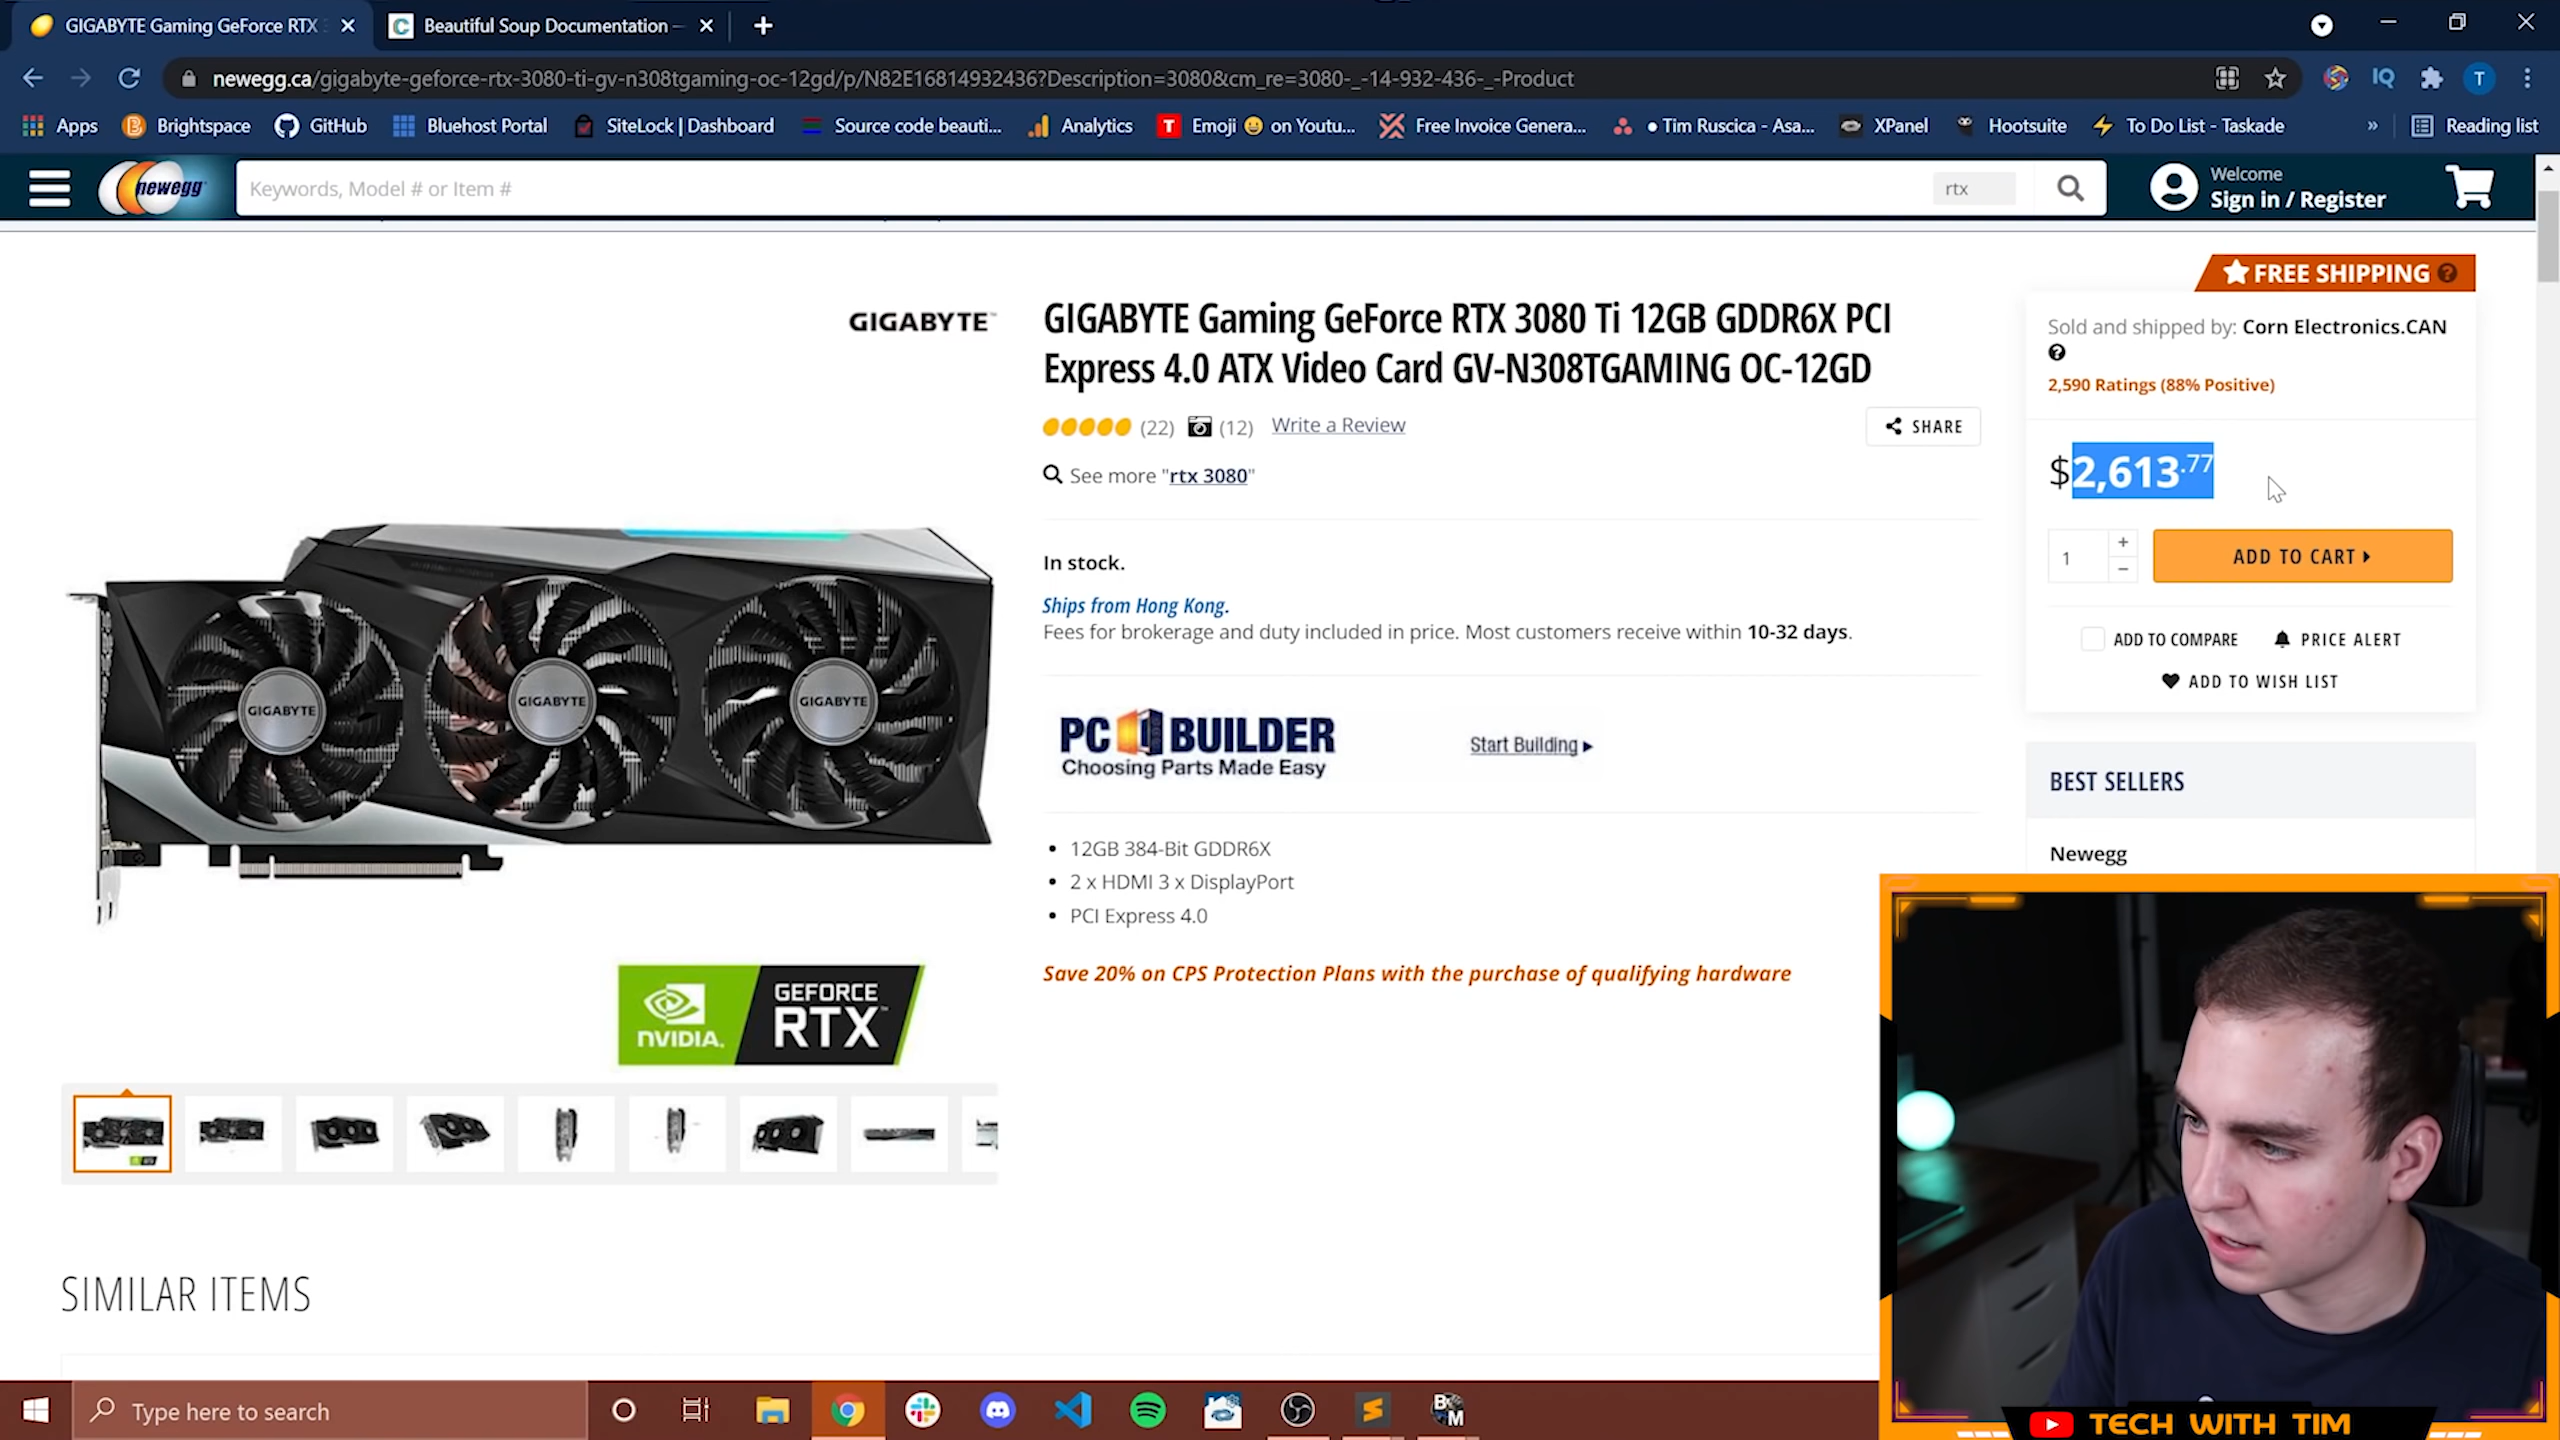 GIGABYTE Gaming GeForce RTX 3
Beautiful Soup Documentation —
newegg.ca/gigabyte-geforce-rtx-3080-ti-gv-n308tgaming-oc-12gd/p/N82E16814932436?Description=3080&cm_re=3080-_-14-932-436-_-Product
IQ
T
Apps
Brightspace
GitHub
Bluehost Portal
SiteLock | Dashboard
Source code beauti...
Analytics
Emoji 😀 on Youtu...
Free Invoice Genera...
• Tim Ruscica - Asa...
XPanel
Hootsuite
To Do List - Taskade
»
Reading list
newegg
Keywords, Model # or Item #
rtx
Welcome
Sign in / Register
FREE SHIPPING ?
GIGABYTE™
GIGABYTE Gaming GeForce RTX 3080 Ti 12GB GDDR6X PCI
Express 4.0 ATX Video Card GV-N308TGAMING OC-12GD
(22) (12) Write a Review
SHARE
See more "rtx 3080"
In stock.
Ships from Hong Kong.
Fees for brokerage and duty included in price. Most customers receive within 10-32 days.
PC BUILDER
Choosing Parts Made Easy
Start Building ▸
• 12GB 384-Bit GDDR6X
• 2 x HDMI 3 x DisplayPort
• PCI Express 4.0
Save 20% on CPS Protection Plans with the purchase of qualifying hardware
Sold and shipped by: Corn Electronics.CAN
?
2,590 Ratings (88% Positive)
$2,613.77
1
+
−
ADD TO CART ▸
ADD TO COMPARE
PRICE ALERT
ADD TO WISH LIST
BEST SELLERS
Newegg
GIGABYTE
GIGABYTE
GIGABYTE
NVIDIA.
GEFORCE
RTX™
SIMILAR ITEMS
Type here to search
B
M
TECH WITH TIM